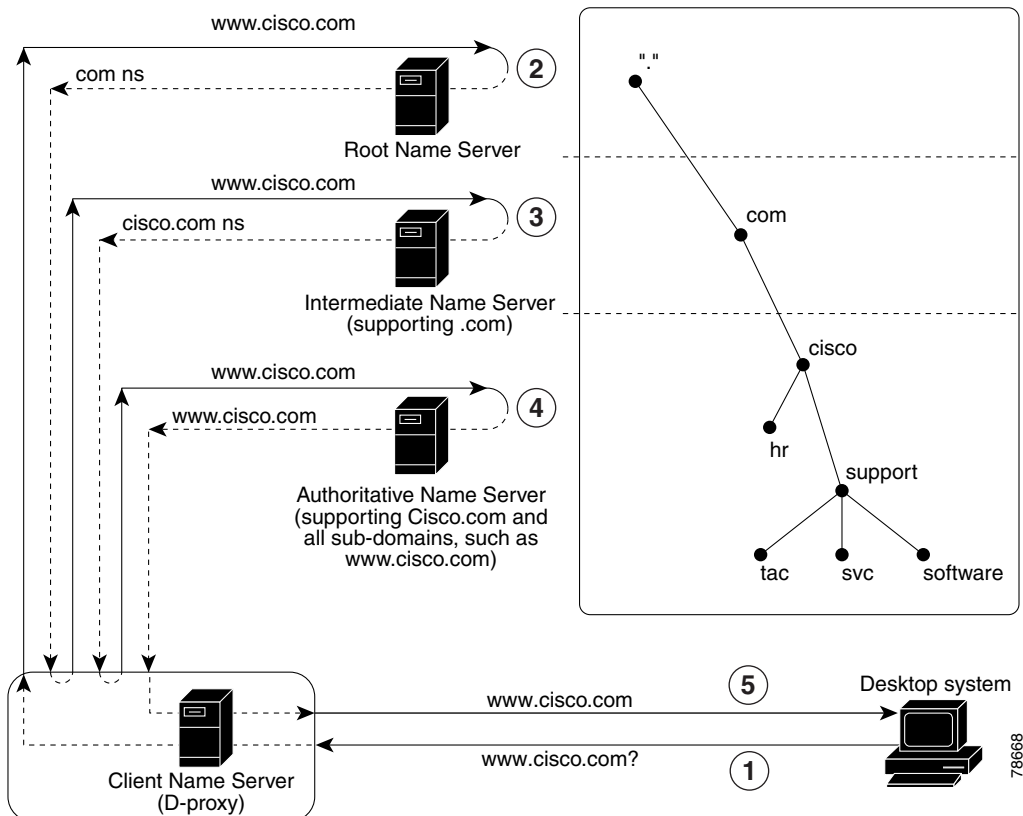 www.cisco.com
2
com ns
Root Name Server
www.cisco.com
3
cisco.com ns
Intermediate Name Server
(supporting .com)
www.cisco.com
4
www.cisco.com
Authoritative Name Server
(supporting Cisco.com and
all sub-domains, such as
www.cisco.com)
"."
com
cisco
hr
support
tac
svc
software
5
www.cisco.com
Desktop system
www.cisco.com?
1
Client Name Server
(D-proxy)
78668